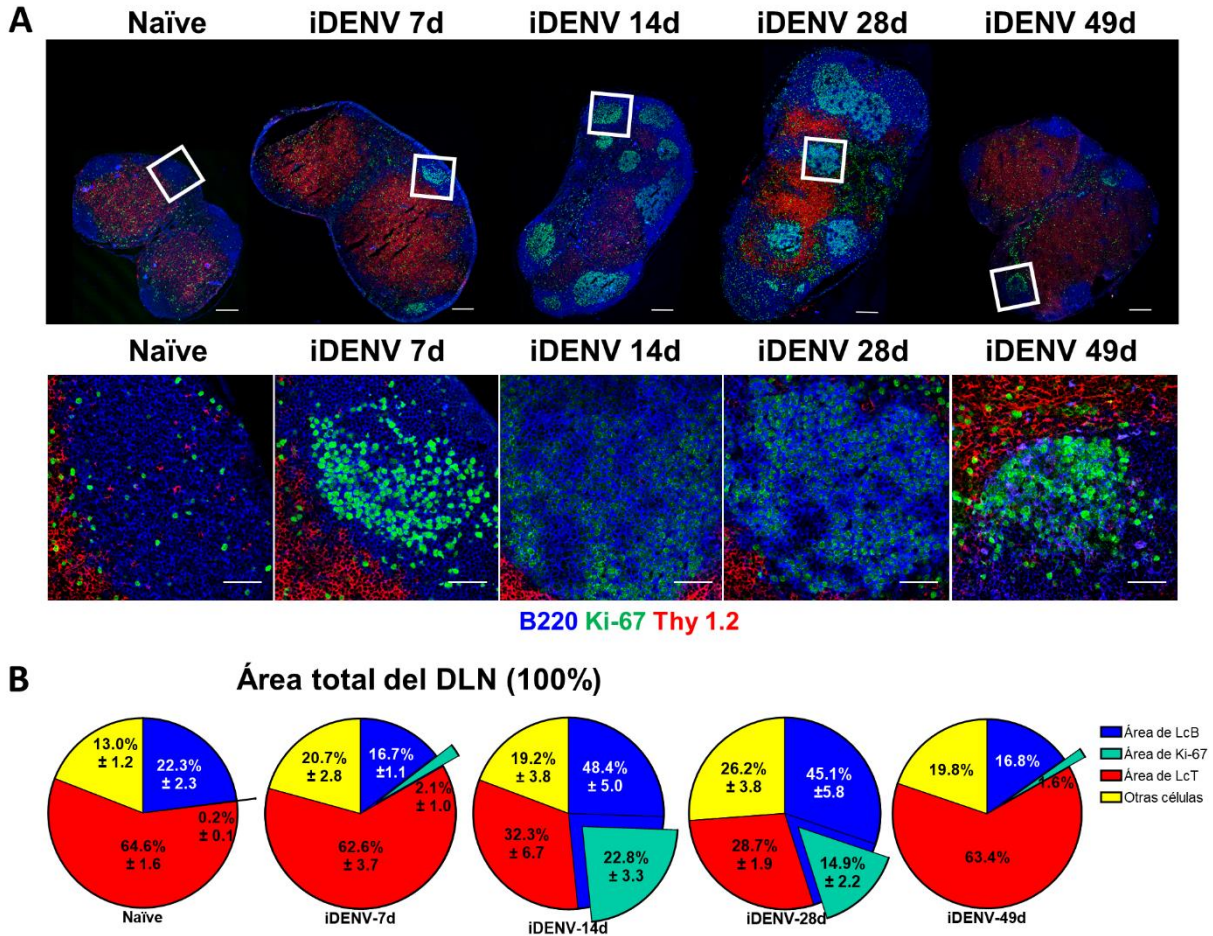 A
Naïve iDENV 7d iDENV 14d iDENV 28d iDENV 49d
Naïve iDENV 7d iDENV 14d iDENV 28d iDENV 49d
B220 Ki-67 Thy 1.2
B
Área total del DLN (100%)
13.0%
± 1.2
22.3%
± 2.3
0.2%
± 0.1
64.6%
± 1.6
Naïve
20.7%
± 2.8
16.7%
±1.1
2.1%
± 1.0
62.6%
± 3.7
iDENV-7d
19.2%
± 3.8
48.4%
± 5.0
32.3%
± 6.7
22.8%
± 3.3
iDENV-14d
26.2%
± 3.8
45.1%
±5.8
28.7%
± 1.9
14.9%
± 2.2
iDENV-28d
19.8%
16.8%
1.6%
63.4%
iDENV-49d
Área de LcB
Área de Ki-67
Área de LcT
Otras células